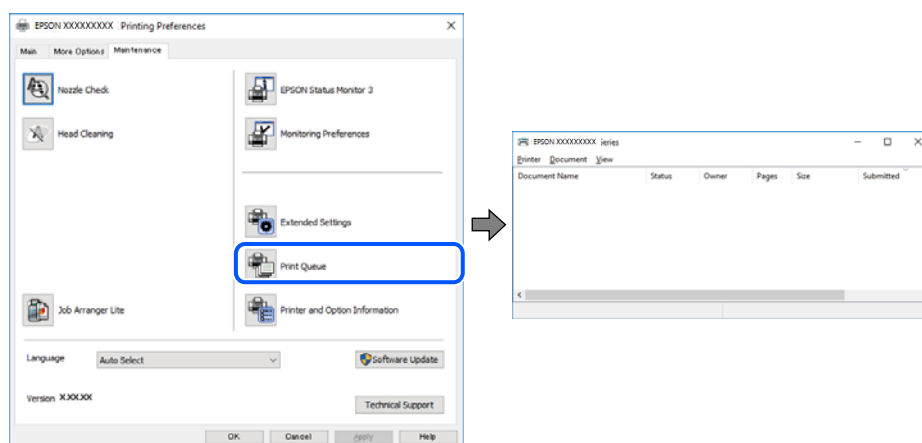 EPSON XXXXXXXXX Printing Preferences
Main More Options Maintenance
Nozzle Check
Head Cleaning
Job Arranger Lite
EPSON Status Monitor 3
Monitoring Preferences
Extended Settings
Print Queue
Printer and Option Information
Language Auto Select Software Update
Version X.XX.XX
Technical Support
OK Cancel Apply Help
EPSON XXXXXXXXX
Printer Document View
Document Name Status Owner Pages Size Submitted